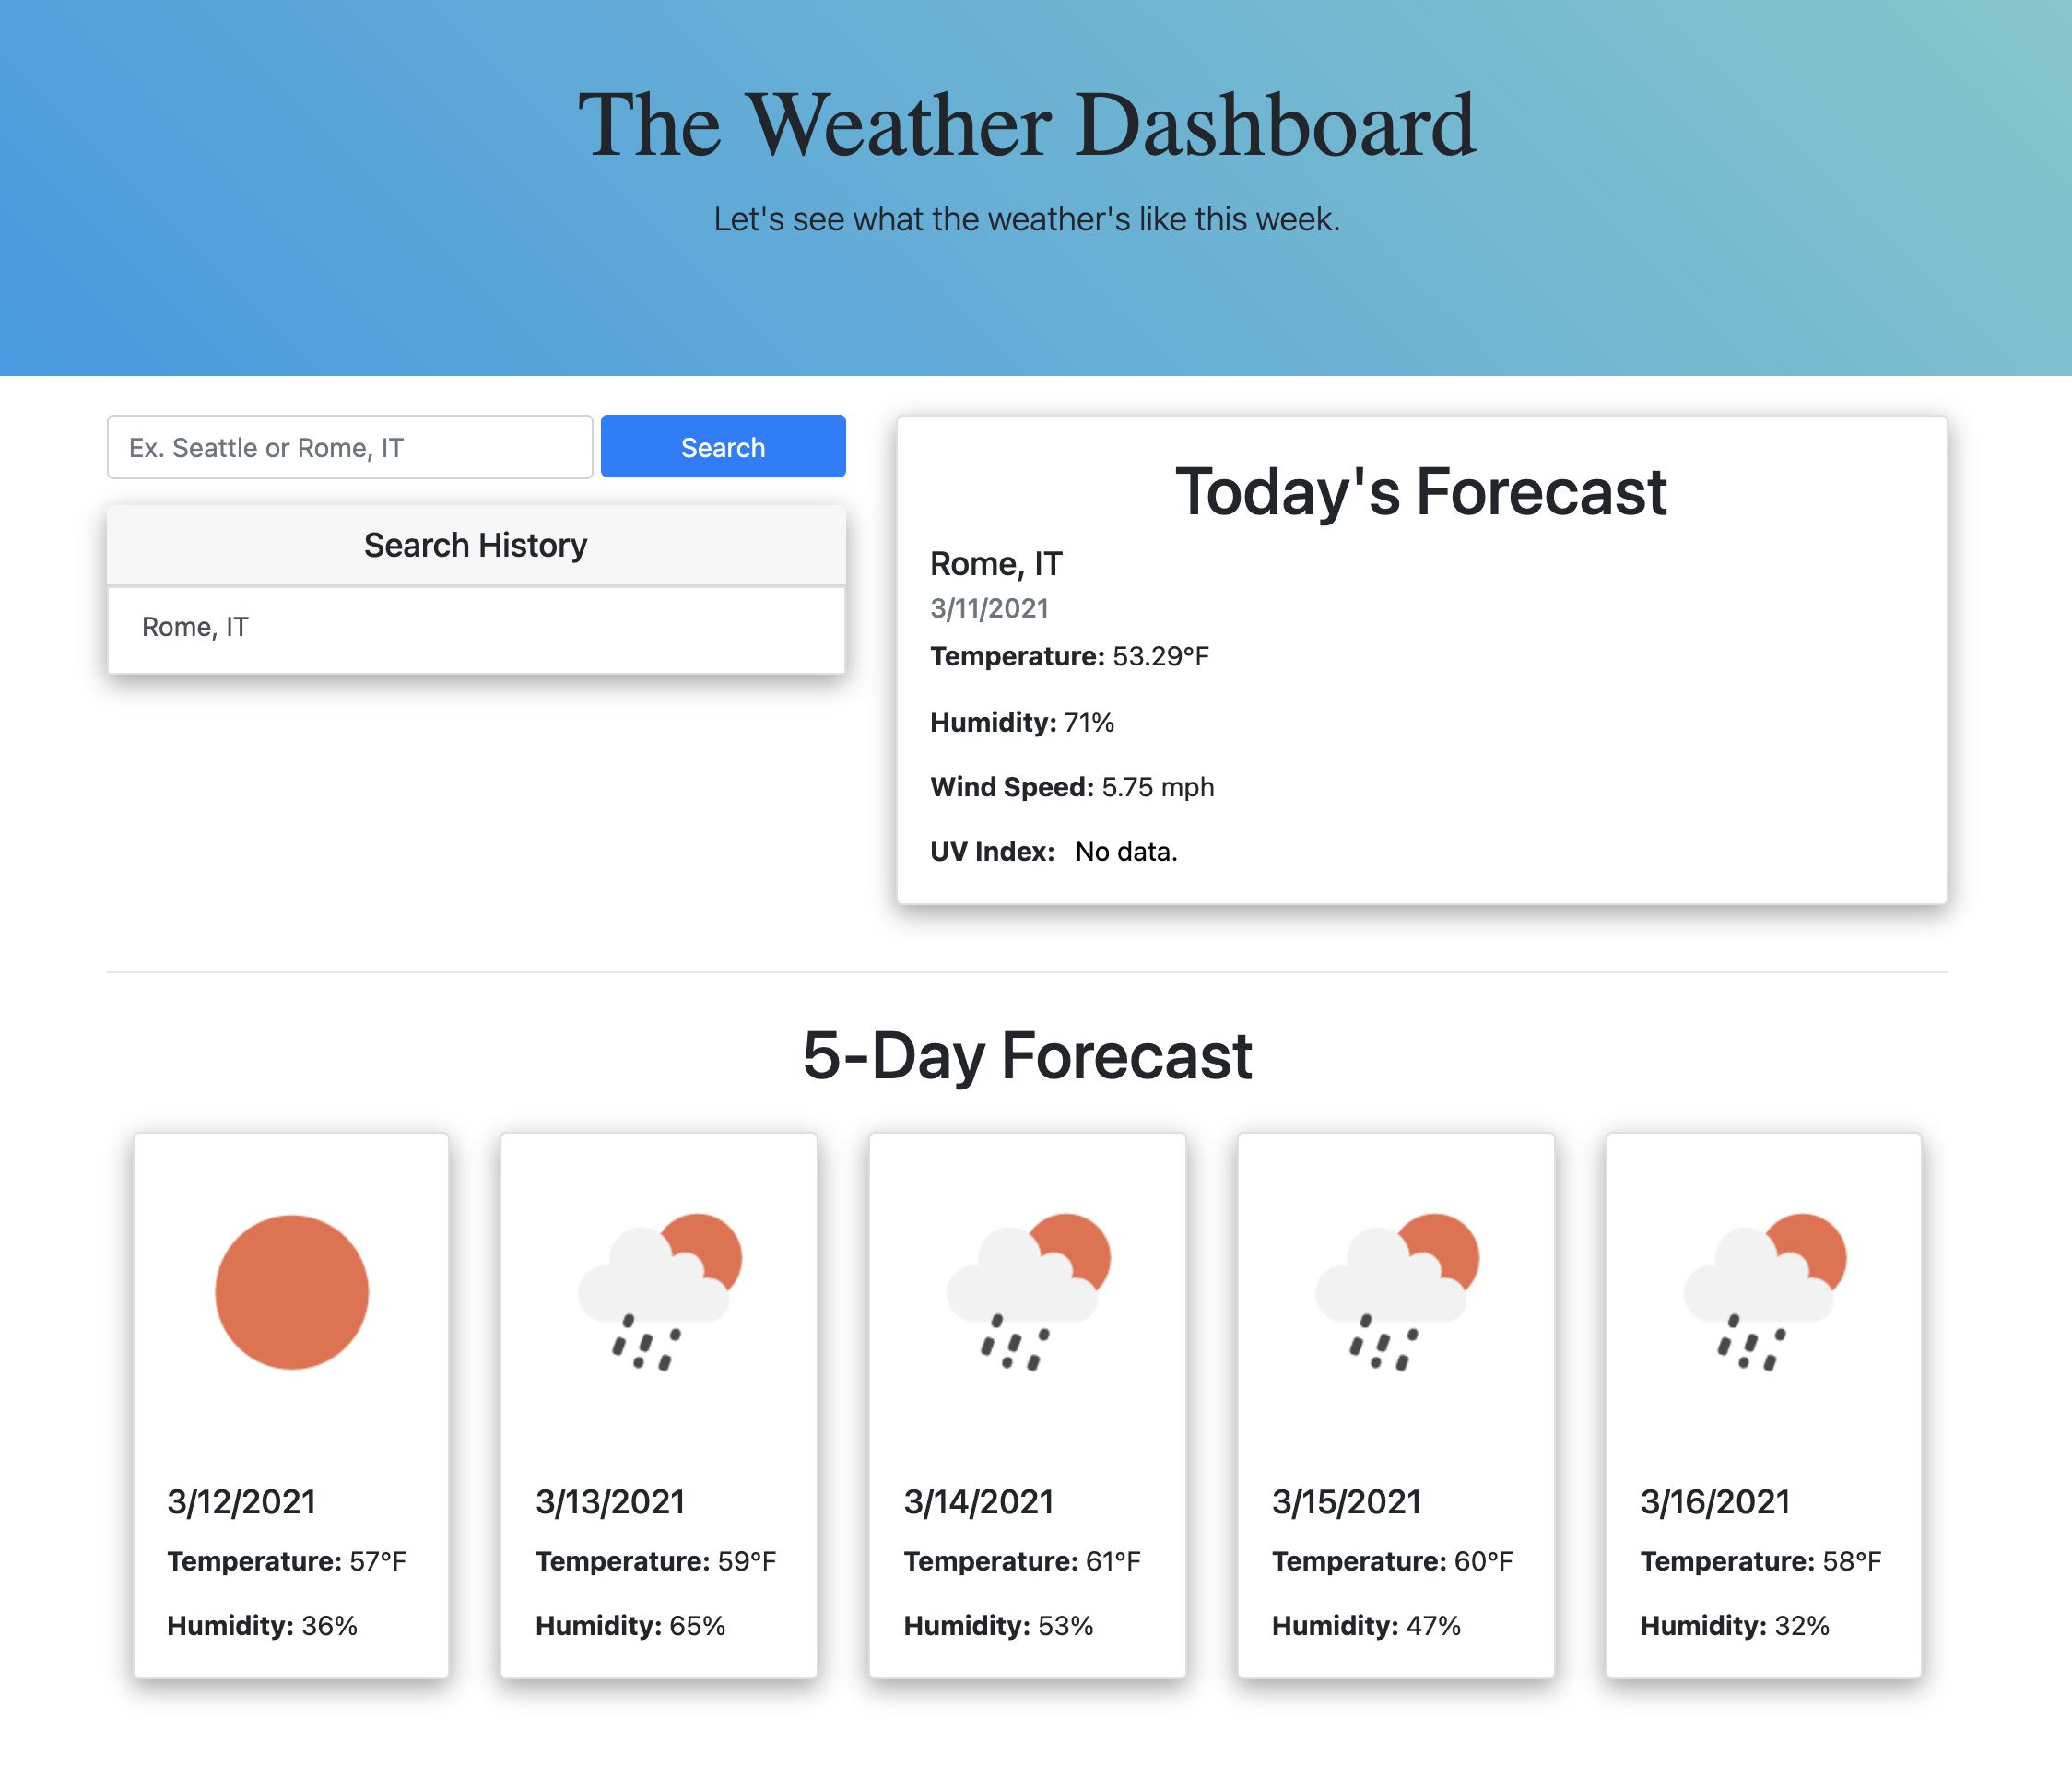 The Weather Dashboard
Let's see what the weather's like this week.
Ex. Seattle or Rome, IT
Search
Search History
Rome, IT
Today's Forecast
Rome, IT
3/11/2021
Temperature: 53.29°F
Humidity: 71%
Wind Speed: 5.75 mph
UV Index: No data.
5-Day Forecast
3/12/2021
Temperature: 57°F
Humidity: 36%
3/13/2021
Temperature: 59°F
Humidity: 65%
3/14/2021
Temperature: 61°F
Humidity: 53%
3/15/2021
Temperature: 60°F
Humidity: 47%
3/16/2021
Temperature: 58°F
Humidity: 32%